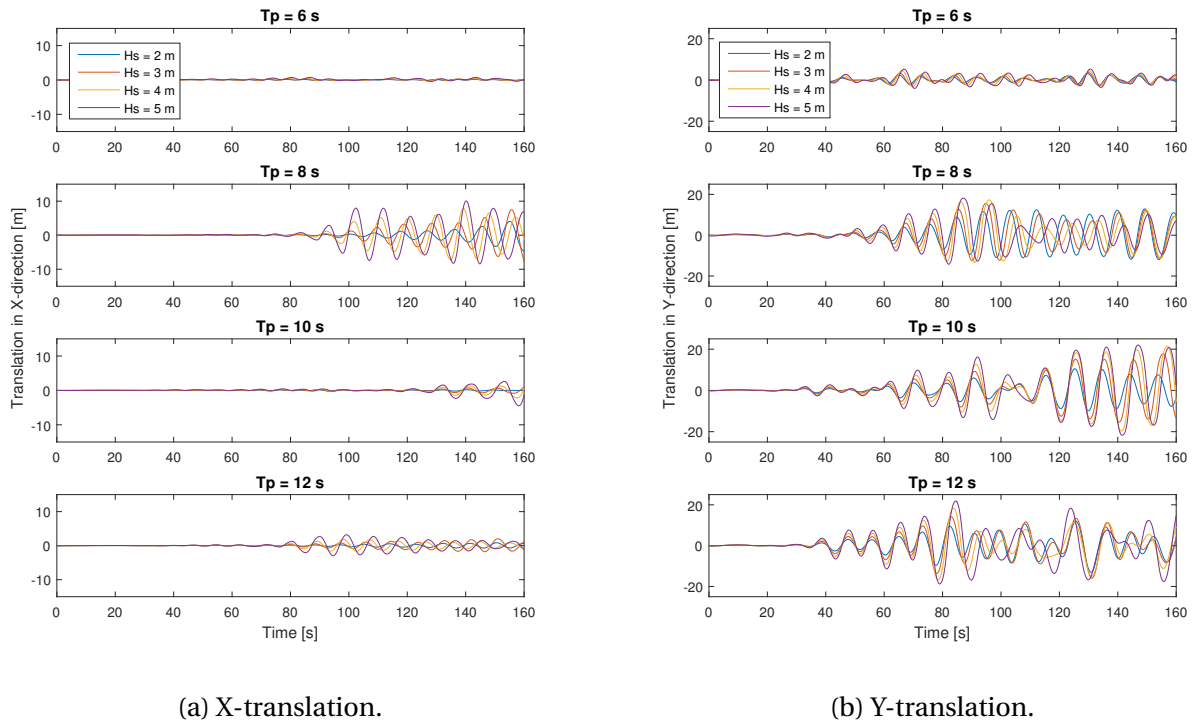 Tp = 6 s
10
0
-10
Hs = 2 m
Hs = 3 m
Hs = 4 m
Hs = 5 m
0 20 40 60 80 100 120 140 160
Tp = 8 s
10
0
-10
0 20 40 60 80 100 120 140 160
Tp = 10 s
10
0
-10
0 20 40 60 80 100 120 140 160
Tp = 12 s
10
0
-10
0 20 40 60 80 100 120 140 160
Translation in X-direction [m]
Time [s]
(a) X-translation.
Tp = 6 s
20
0
-20
Hs = 2 m
Hs = 3 m
Hs = 4 m
Hs = 5 m
0 20 40 60 80 100 120 140 160
Tp = 8 s
20
0
-20
0 20 40 60 80 100 120 140 160
Tp = 10 s
20
0
-20
0 20 40 60 80 100 120 140 160
Tp = 12 s
20
0
-20
0 20 40 60 80 100 120 140 160
Translation in Y-direction [m]
Time [s]
(b) Y-translation.